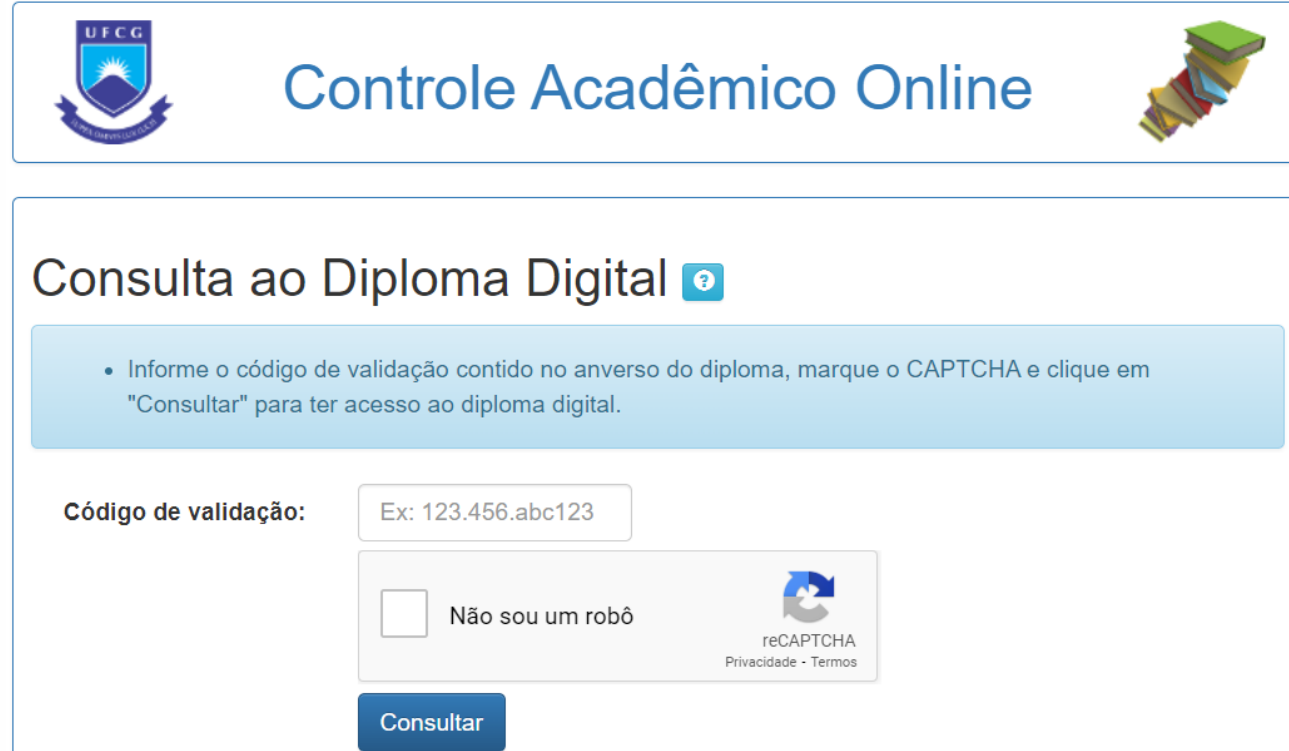 UFCG
Controle Acadêmico Online
Consulta ao Diploma Digital
• Informe o código de validação contido no anverso do diploma, marque o CAPTCHA e clique em
"Consultar" para ter acesso ao diploma digital.
Código de validação:
Ex: 123.456.abc123
Não sou um robô
reCAPTCHA
Privacidade - Termos
Consultar